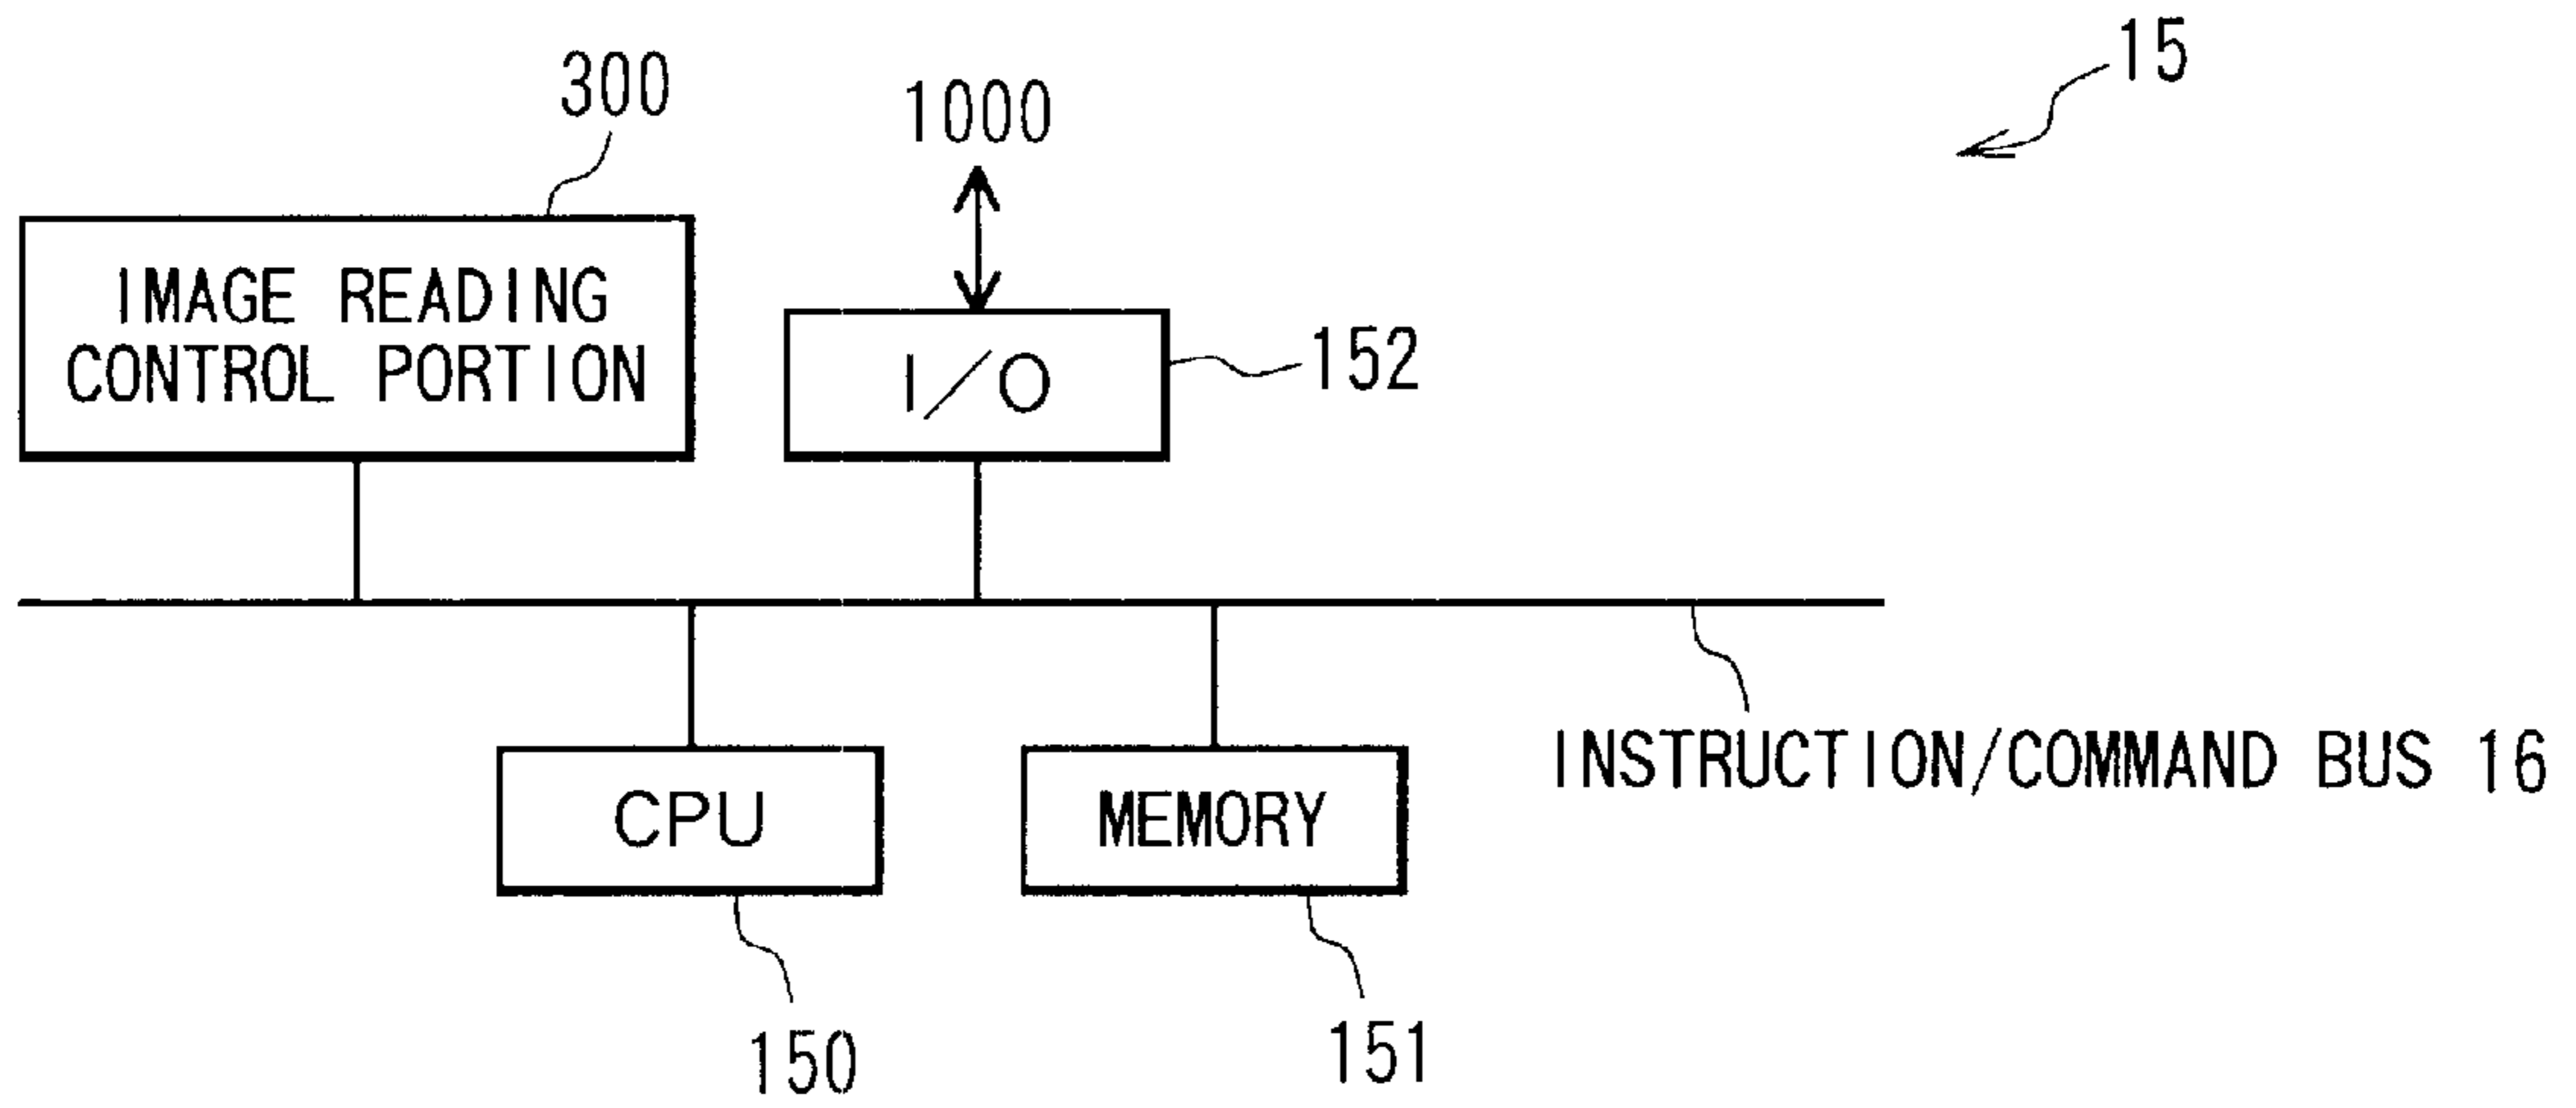 15
300
1000
IMAGE READING
CONTROL PORTION
I/O
152
INSTRUCTION/COMMAND BUS 16
CPU
MEMORY
150
151